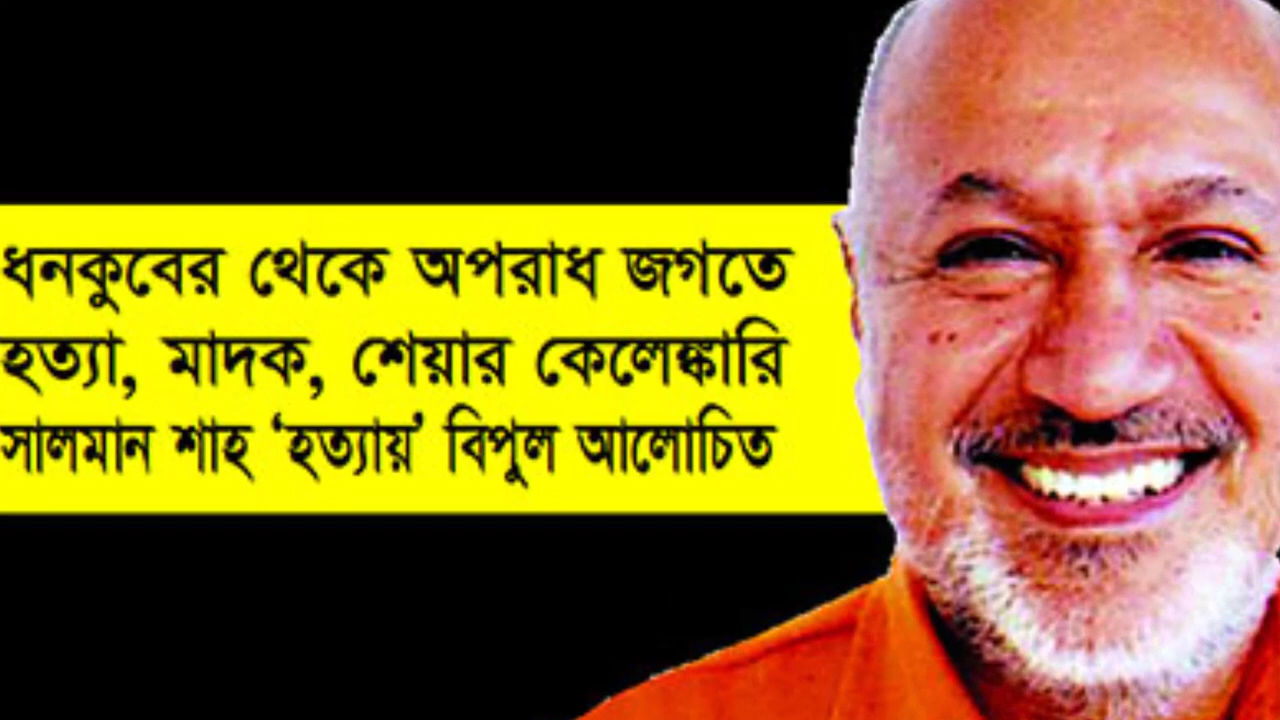 ধনকুবের থেকে অপরাধ জগতে
হত্যা, মাদক, শেয়ার কেলেঙ্কারি
সালমান শাহ ‘হত্যায়’ বিপুল আলোচিত